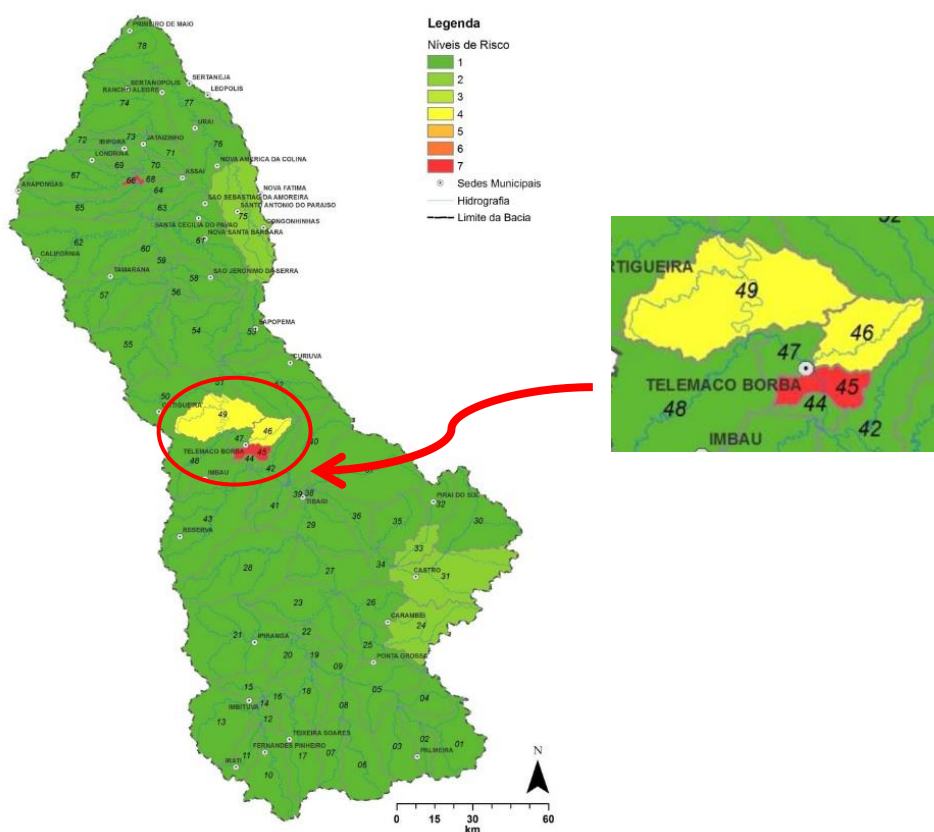 Legenda
Níveis de Risco
1
2
3
4
5
6
7
Sedes Municipais
Hidrografia
Limite da Bacia
PRIMEIRO DE MAIO
78
SERTANEJA
SERTANOPOLIS
RANCHO ALEGRE
LEOPOLIS
77
74
URAI
72
73
JATAIZINHO
IBIPORA
76
71
LONDRINA
69
70
NOVA AMERICA DA COLINA
67
66
68
ASSAI
ARAPONGAS
64
NOVA FATIMA
65
63
SAO SEBASTIAO DA AMOREIRA
SANTO ANTONIO DO PARAISO
75
SANTA CECILIA DO PAVAO
CONGONHINHAS
62
61
NOVA SANTA BARBARA
60
CALIFORNIA
59
TAMARANA
58
SAO JERONIMO DA SERRA
57
56
54
53
SAPOPEMA
55
CURIUVA
50
ORTIGUEIRA
49
46
47
40
TELEMACO BORBA
45
48
44
42
IMBAU
39
38
TIBAGI
41
PIRAI DO SUL
32
43
36
35
30
29
RESERVA
33
34
28
27
CASTRO
31
26
23
CARAMBEI
24
22
21
IPIRANGA
25
20
19
09
PONTA GROSSA
05
15
16
18
04
IMBITUVA
14
08
13
12
TEIXEIRA SOARES
02
01
FERNANDES PINHEIRO
03
11
17
07
PALMEIRA
IRATI
06
10
N
0
15
30
60
km
RTIGUEIRA
49
46
47
TELEMACO BORBA
45
48
44
42
IMBAU